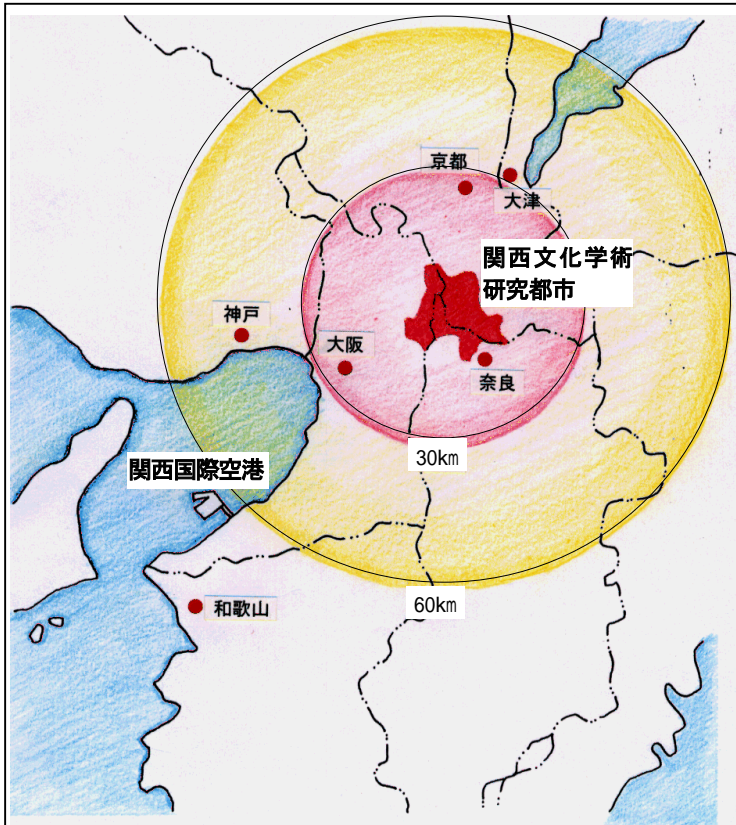 京都
大津
関西文化学術
研究都市
神戸
大阪
奈良
30㎞
関西国際空港
60㎞
和歌山